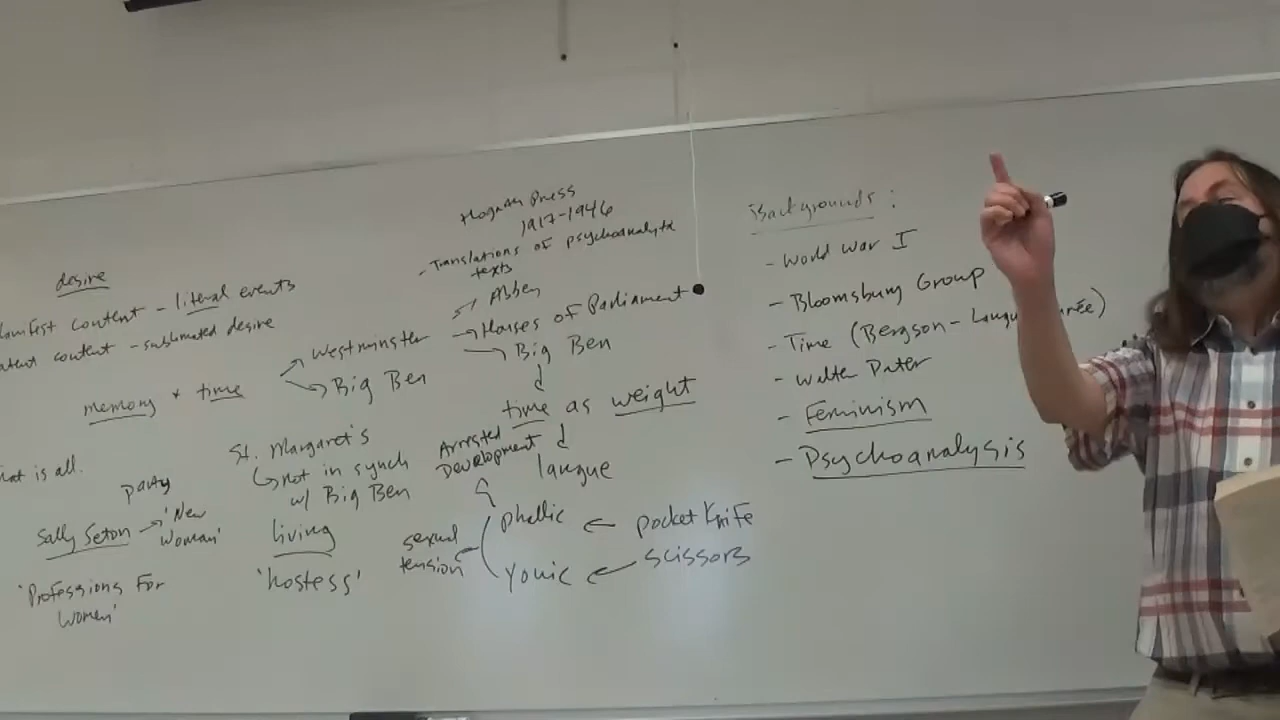 desire
manifest content - literal events
latent content - sublimated desire
memory + time
Westminster
Big Ben
Hogarth Press
1917-1946
- Translations of psychoanalytic
texts
Abbey
Houses of Parliament
Big Ben
time as weight
langue
Arrested
Development
St. Margaret's
not in synch
w/ Big Ben
that is all.
party
Sally Seton
'New
Woman'
living
'hostess'
'Professions For
Women'
sexual
tension
phallic
pocket knife
yonic
scissors
Backgrounds:
- World War I
- Bloomsbury Group
- Time (Bergson-
- Walter Pater
- Feminism
- Psychoanalysis